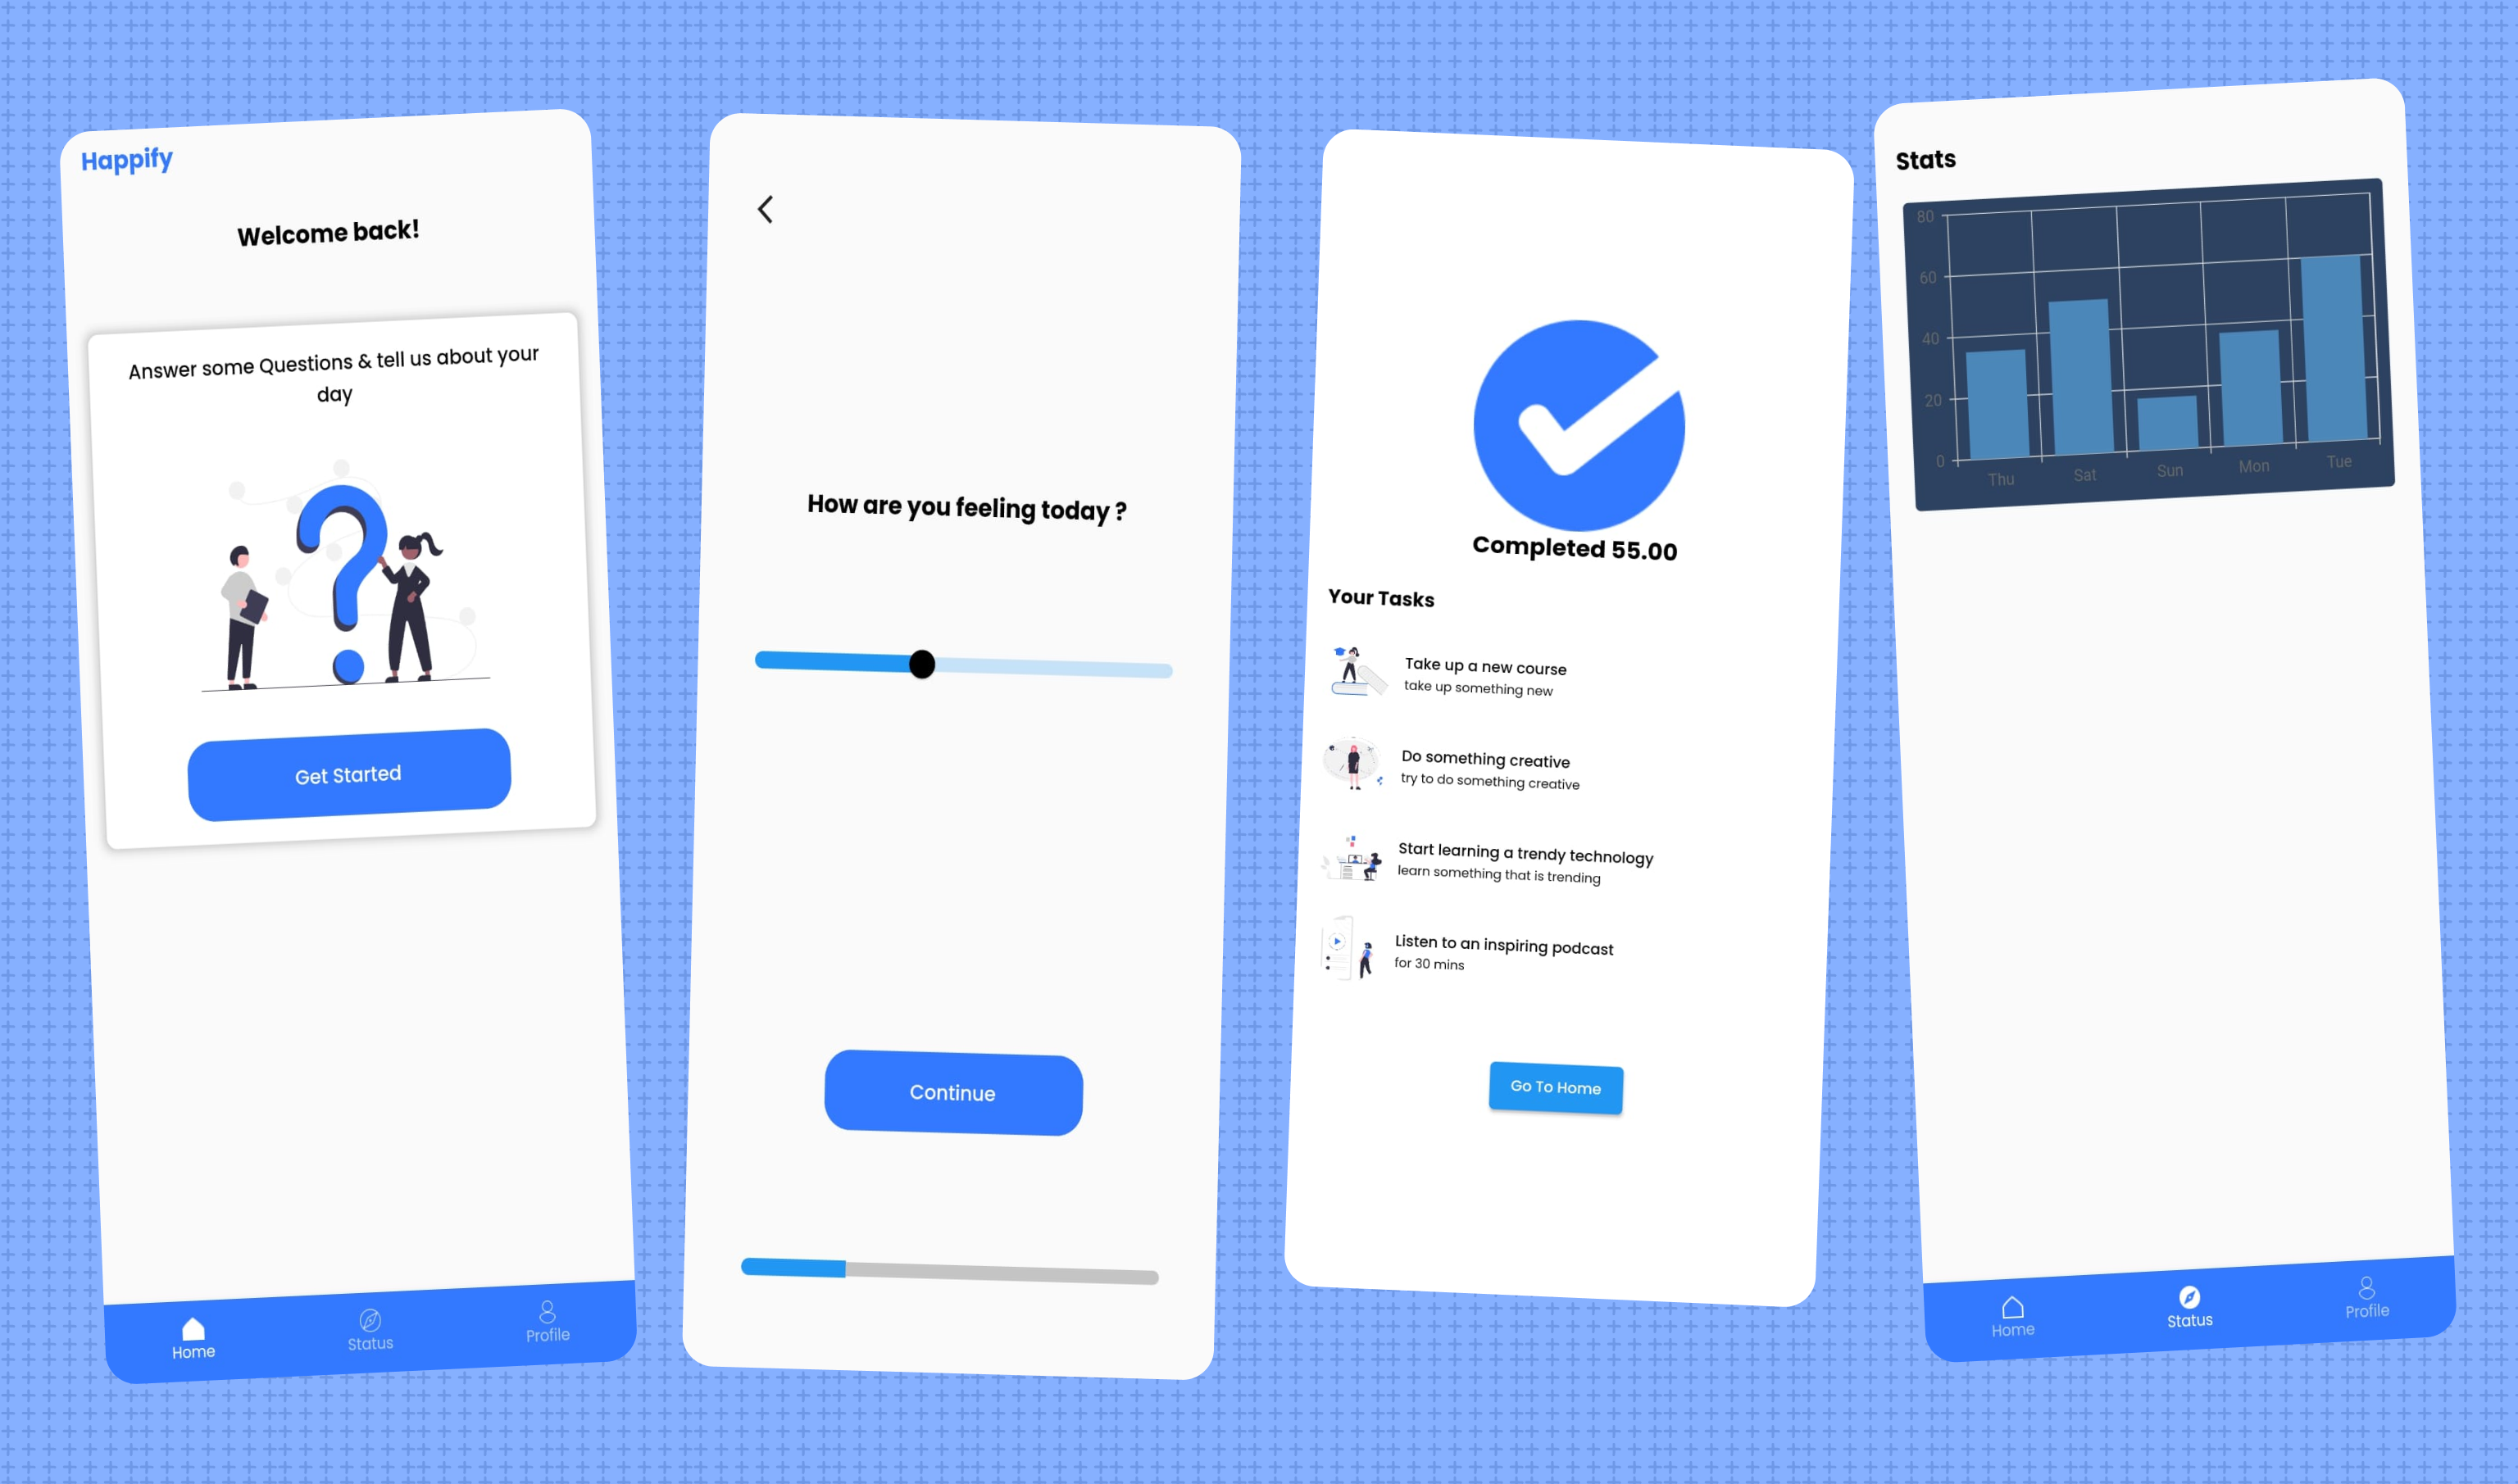 Happify
Welcome back!
Answer some Questions & tell us about your
day
Get Started
Home
Status
Profile
How are you feeling today ?
Continue
Completed 55.00
Your Tasks
Take up a new course
take up something new
Do something creative
try to do something creative
Start learning a trendy technology
learn something that is trending
Listen to an inspiring podcast
for 30 mins
Go To Home
Stats
80
60
40
20
0
Thu
Sat
Sun
Mon
Tue
Home
Status
Profile